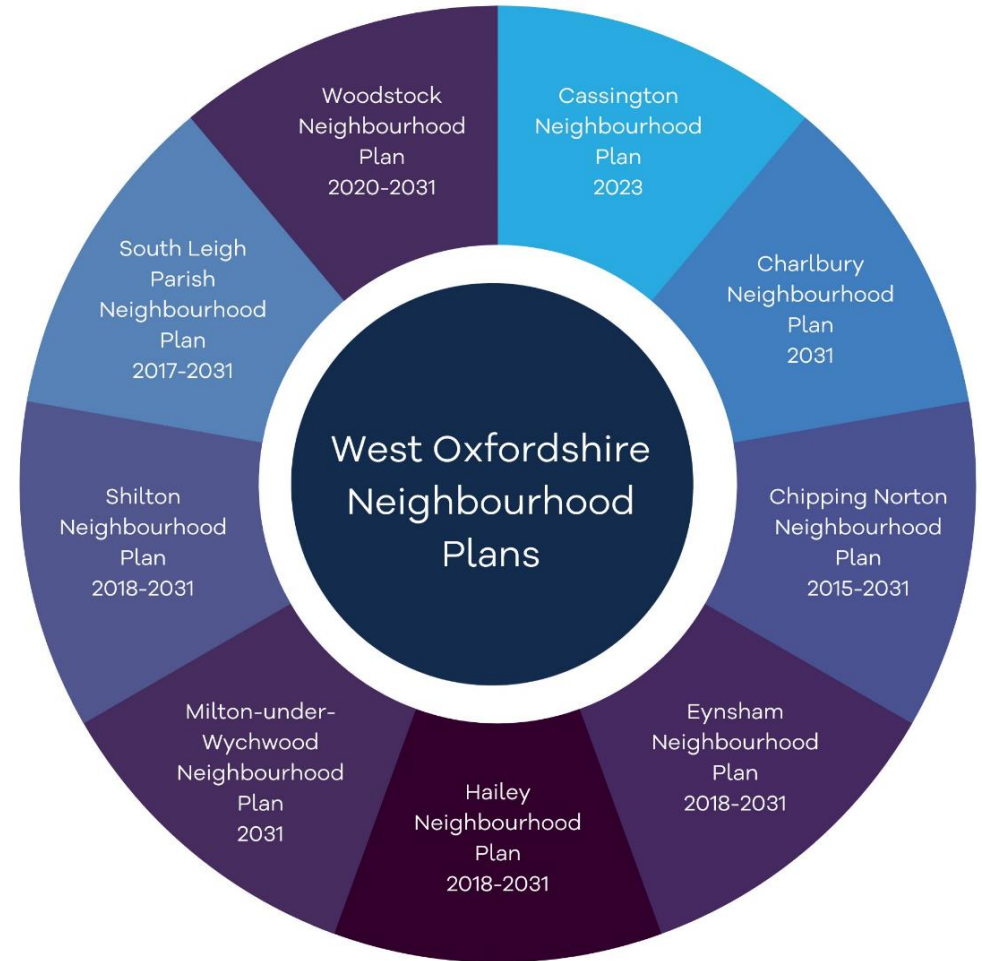 West Oxfordshire
Neighbourhood
Plans
Cassington
Neighbourhood
Plan
2023
Charlbury
Neighbourhood
Plan
2031
Chipping Norton
Neighbourhood
Plan
2015-2031
Eynsham
Neighbourhood
Plan
2018-2031
Hailey
Neighbourhood
Plan
2018-2031
Milton-under-
Wychwood
Neighbourhood
Plan
2031
Shilton
Neighbourhood
Plan
2018-2031
South Leigh
Parish
Neighbourhood
Plan
2017-2031
Woodstock
Neighbourhood
Plan
2020-2031